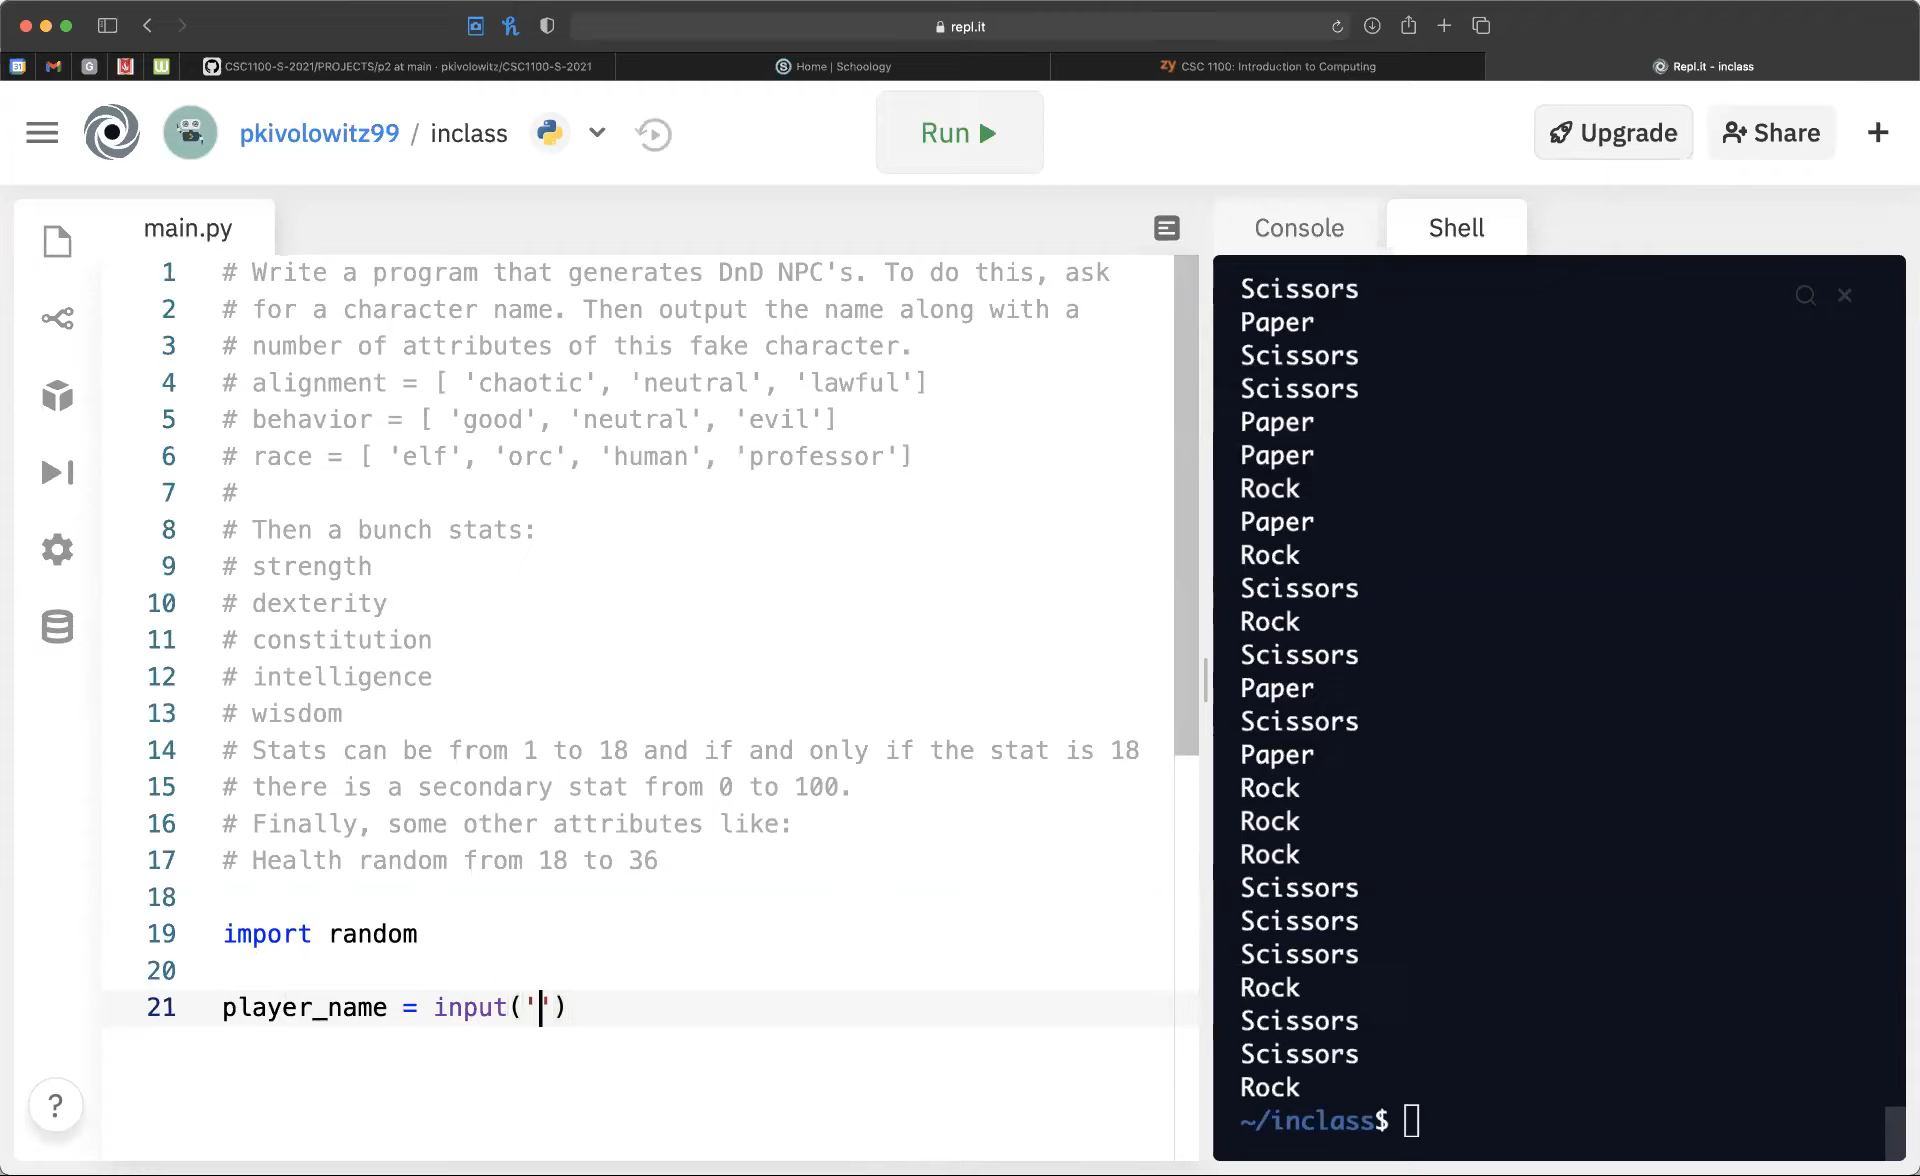 repl.it
31
G
W
CSC1100-S-2021/PROJECTS/p2 at main · pkivolowitz/CSC1100-S-2021
S Home | Schoology
zy CSC 1100: Introduction to Computing
Repl.it - inclass
pkivolowitz99 / inclass
Run
Upgrade
Share
+
main.py
Console
Shell
1 # Write a program that generates DnD NPC's. To do this, ask
2 # for a character name. Then output the name along with a
3 # number of attributes of this fake character.
4 # alignment = [ 'chaotic', 'neutral', 'lawful']
5 # behavior = [ 'good', 'neutral', 'evil']
6 # race = [ 'elf', 'orc', 'human', 'professor']
7 #
8 # Then a bunch stats:
9 # strength
10 # dexterity
11 # constitution
12 # intelligence
13 # wisdom
14 # Stats can be from 1 to 18 and if and only if the stat is 18
15 # there is a secondary stat from 0 to 100.
16 # Finally, some other attributes like:
17 # Health random from 18 to 36
18
19 import random
20
21 player_name = input('')
?
Scissors
Paper
Scissors
Scissors
Paper
Paper
Rock
Paper
Rock
Scissors
Rock
Scissors
Paper
Scissors
Paper
Rock
Rock
Rock
Scissors
Scissors
Scissors
Rock
Scissors
Scissors
Rock
~/inclass$